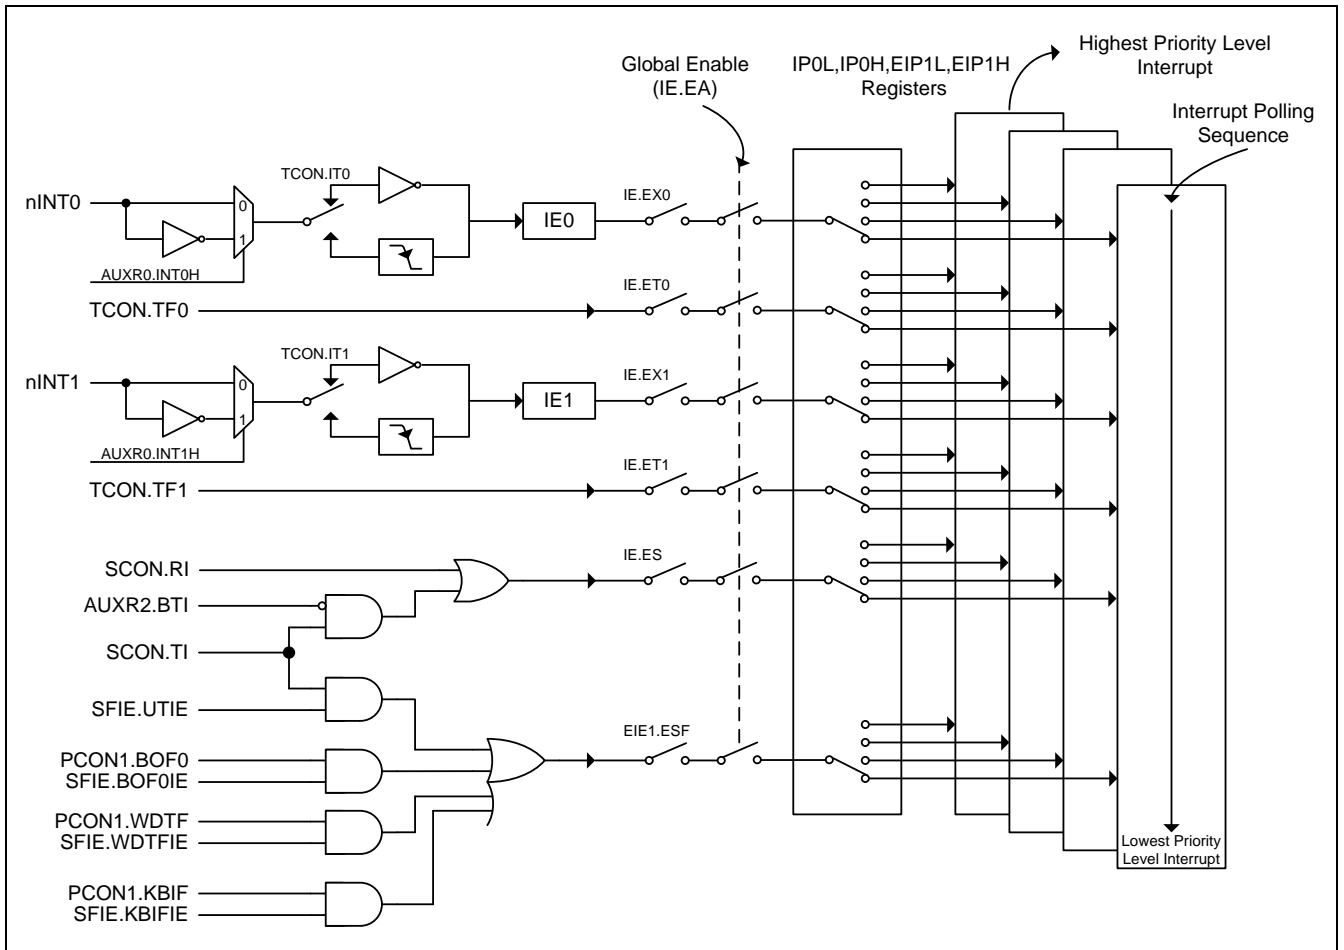 Highest Priority Level
Interrupt
Global Enable
(IE.EA)
IP0L,IP0H,EIP1L,EIP1H
Registers
Interrupt Polling
Sequence
TCON.IT0
nINT0
0
1
IE0
IE.EX0
AUXR0.INT0H
IE.ET0
TCON.TF0
TCON.IT1
nINT1
0
1
IE1
IE.EX1
AUXR0.INT1H
IE.ET1
TCON.TF1
IE.ES
SCON.RI
AUXR2.BTI
SCON.TI
SFIE.UTIE
EIE1.ESF
PCON1.BOF0
SFIE.BOF0IE
PCON1.WDTF
SFIE.WDTFIE
Lowest Priority
Level Interrupt
PCON1.KBIF
SFIE.KBIFIE